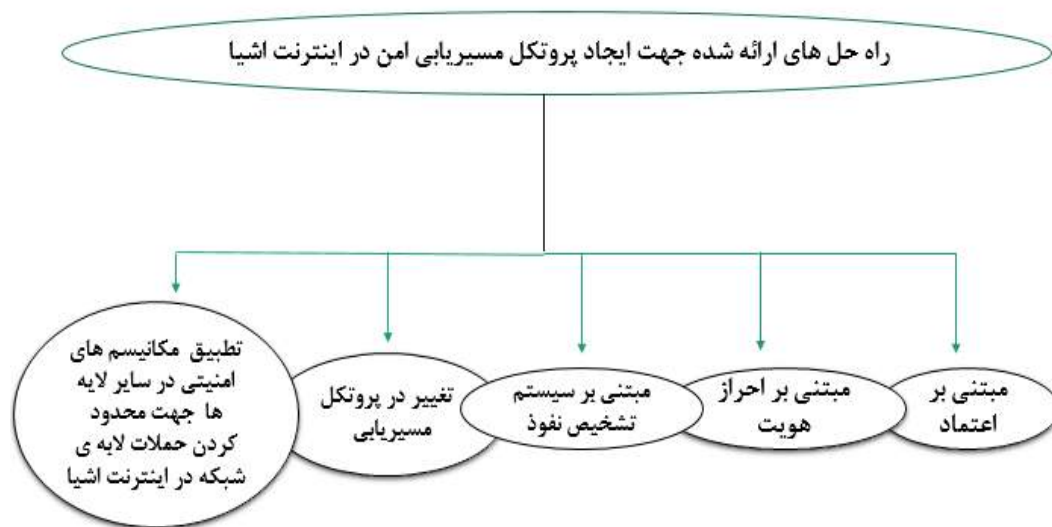 راه حل های ارائه شده جهت ایجاد پروتکل مسیریابی امن در اینترنت اشیا
مبتنی بر
اعتماد
مبتنی بر احراز
هویت
مبتنی بر سیستم
تشخیص نفوذ
تغییر در پروتکل
مسیریابی
تطبیق مکانیسم های
امنیتی در سایر لایه
ها جهت محدود
کردن حملات لایه ی
شبکه در اینترنت اشیا